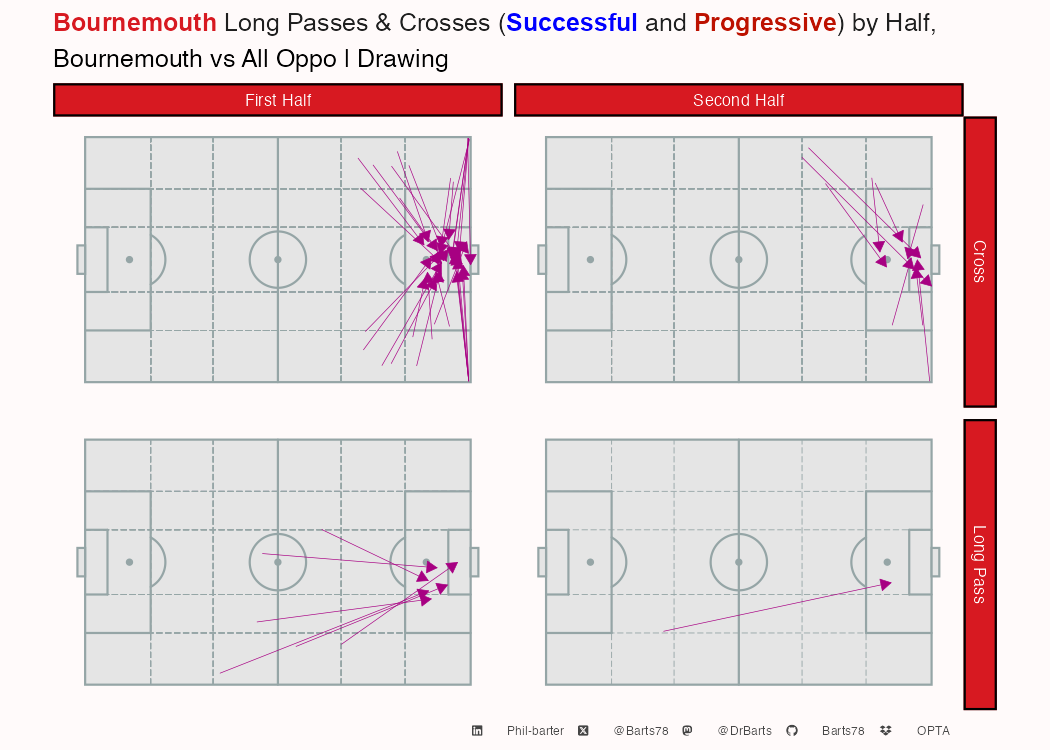 Bournemouth Long Passes & Crosses (Successful and Progressive) by Half,
Bournemouth vs All Oppo | Drawing
First Half
Second Half
Cross
Long Pass
Phil-barter @Barts78 @DrBarts Barts78 OPTA